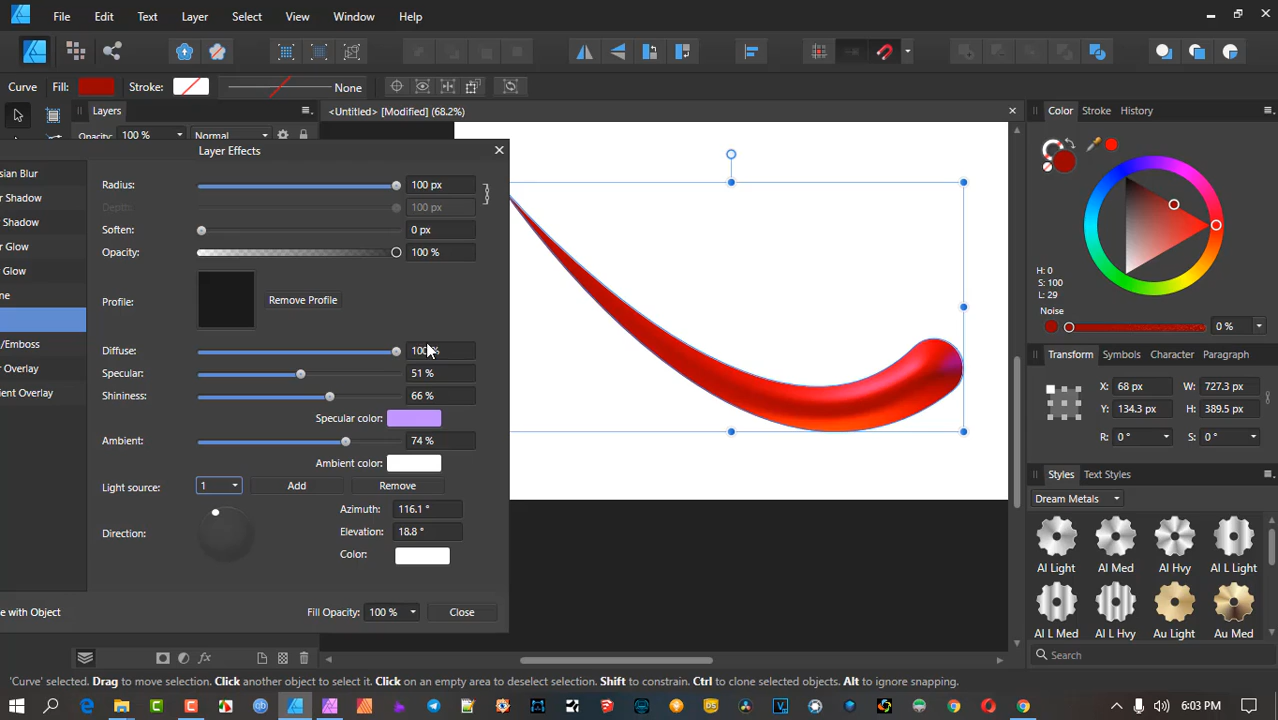 File Edit Text Layer Select View Window Help
Curve Fill: Stroke: None
Layers
<Untitled> [Modified] (68.2%)
Color Stroke History
Opacity: 100 % Normal
Layer Effects
sian Blur
r Shadow
Shadow
r Glow
Glow
ne
/Emboss
Overlay
ient Overlay
e with Object
Radius: 100 px
Depth: 100 px
Soften: 0 px
Opacity: 100 %
Profile: Remove Profile
Diffuse: 100 %
Specular: 51 %
Shininess: 66 %
Specular color:
Ambient: 74 %
Ambient color:
Light source: 1 Add Remove
Azimuth: 116.1 °
Direction: Elevation: 18.8 °
Color:
Fill Opacity: 100 % Close
H: 0
S: 100
L: 29
Noise
0 %
Transform Symbols Character Paragraph
X: 68 px W: 727.3 px
Y: 134.3 px H: 389.5 px
R: 0 ° S: 0 °
Styles Text Styles
Dream Metals
Al Light Al Med Al Hvy Al L Light
Al L Med Al L Hvy Au Light Au Med
Search
'Curve' selected. Drag to move selection. Click another object to select it. Click on an empty area to deselect selection. Shift to constrain. Ctrl to clone selected objects. Alt to ignore snapping.
6:02 PM